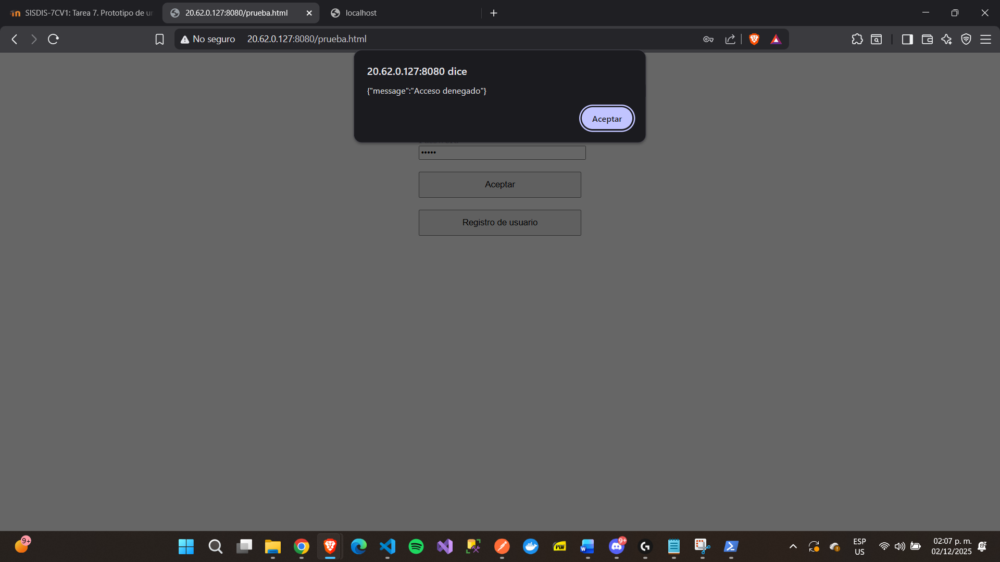 SISDIS-7CV1: Tarea 7. Prototipo de un
20.62.0.127:8080/prueba.html
localhost
No seguro
20.62.0.127:8080/prueba.html
20.62.0.127:8080 dice
{"message":"Acceso denegado"}
Aceptar
•••••
Aceptar
Registro de usuario
9+
PDF
W
9+
G
ESP
US
02:07 p. m.
02/12/2025